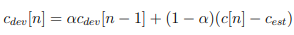 c_{dev}[n] = αc_{dev}[n − 1] + (1 − α)(c[n] − c_{est})